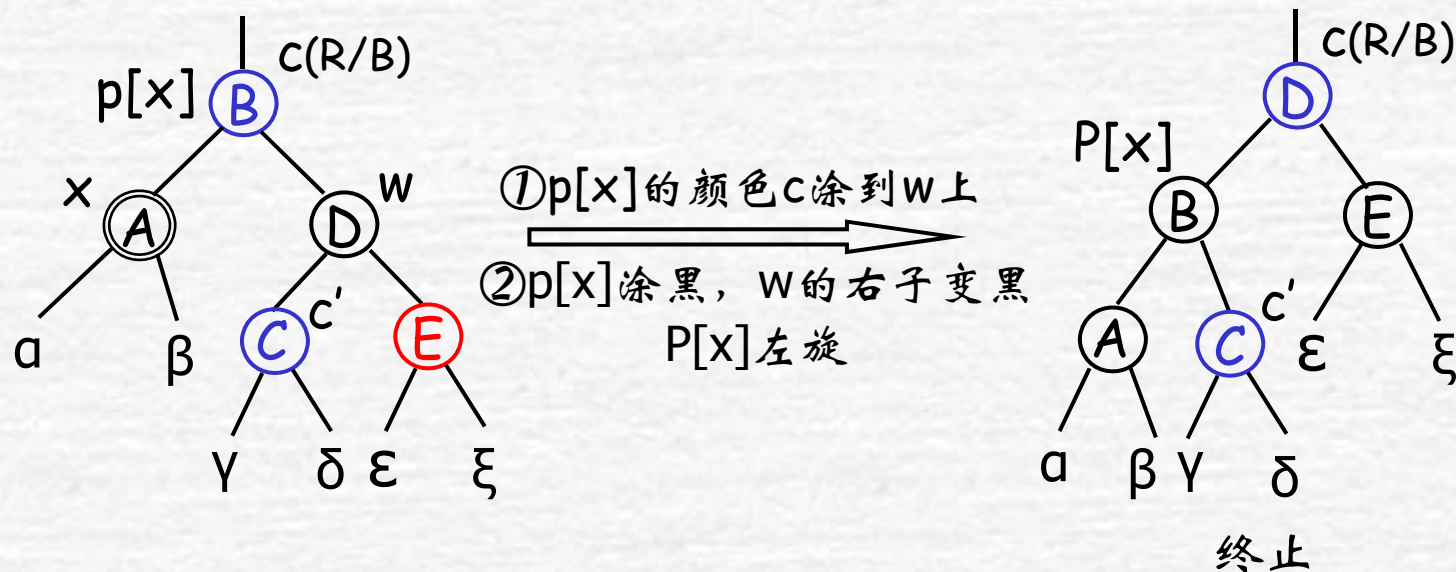 c(R/B)
p[x]
B
x
w
A
D
C
c'
E
α
β
γ
δ
ε
ξ
①p[x]的颜色c涂到w上
②p[x]涂黑，w的右子变黑
P[x]左旋
c(R/B)
D
P[x]
B
E
A
C
c'
ε
ξ
α
β
γ
δ
终止